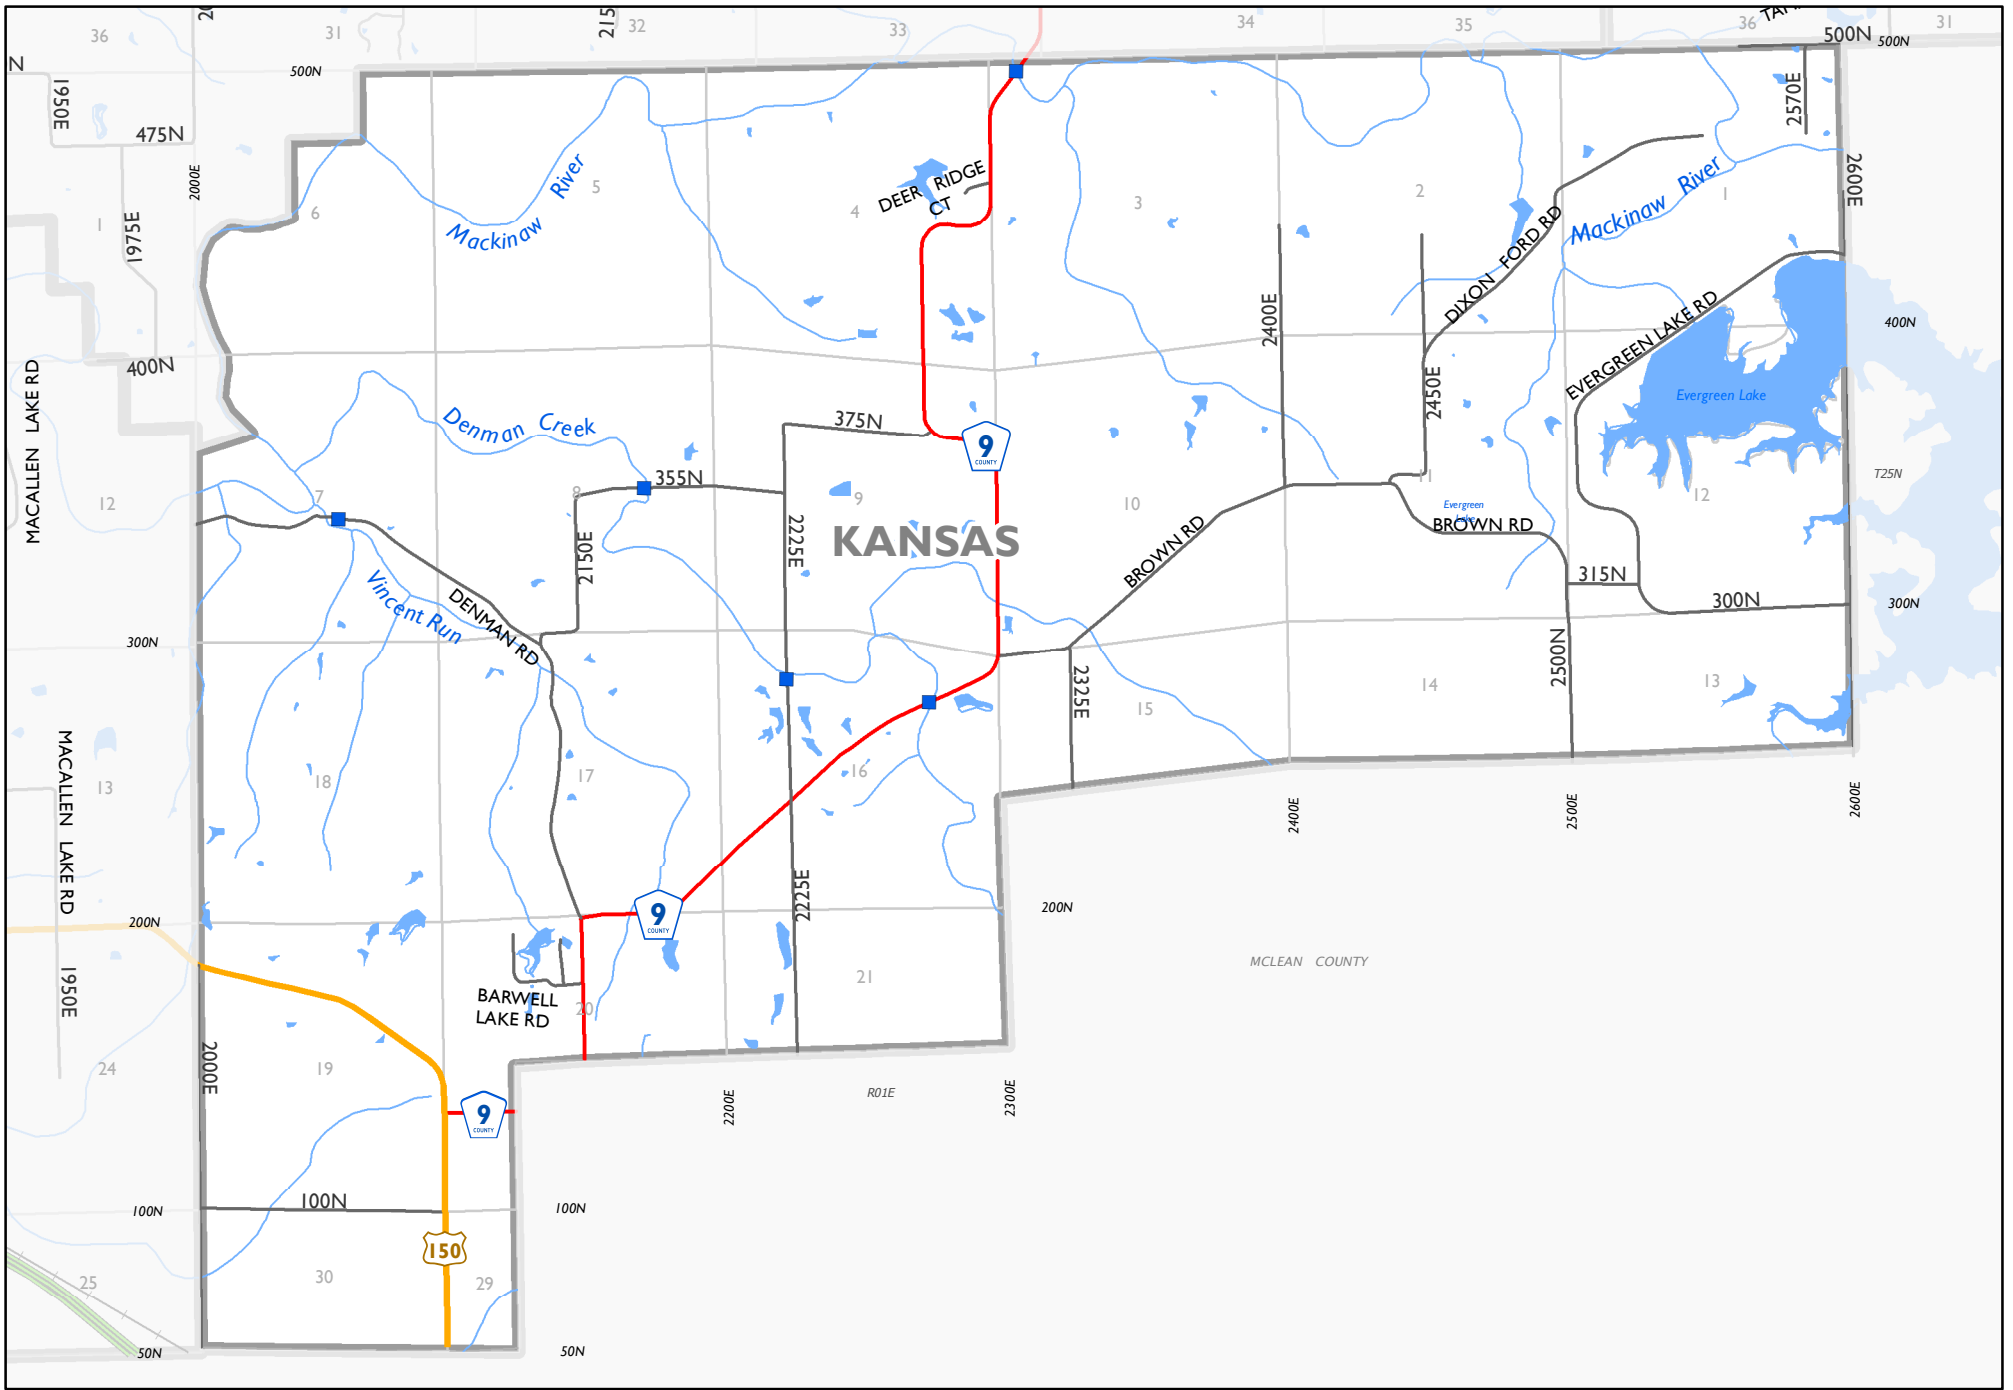 36
31
215
32
33
34
35
36
31
500N
500N
N
500N
1950E
475N
2000E
2570E
2600E
1
1975E
6
Mackinaw River
5
4
DEER RIDGE
CT
3
2
DIXON FORD RD
Mackinaw River
1
400N
400N
MACALLEN LAKE RD
2400E
2450E
EVERGREEN LAKE RD
Evergreen Lake
Denman Creek
375N
9
COUNTY
355N
12
7
8
9
10
11
12
T25N
KANSAS
2150E
2225E
BROWN RD
Evergreen
Lake
BROWN RD
315N
300N
300N
Vincent Run
DENMAN RD
300N
2325E
2500N
13
14
15
MACALLEN LAKE RD
13
18
17
16
2400E
2500E
2600E
200N
9
COUNTY
2225E
200N
1950E
BARWELL
LAKE RD
20
21
MCLEAN COUNTY
24
2000E
19
9
COUNTY
2200E
R01E
2300E
100N
100N
100N
150
25
30
29
50N
50N